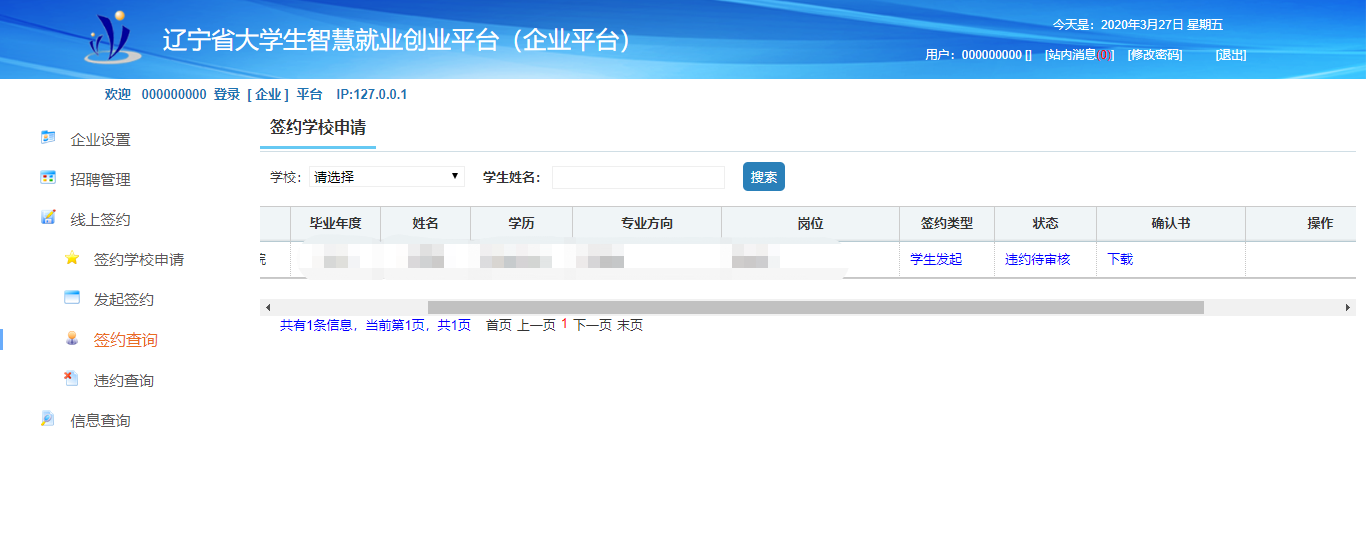 辽宁省大学生智慧就业创业平台（企业平台）
今天是：2020年3月27日 星期五
用户：000000000 [] [站内消息(0)] [修改密码] [退出]
欢迎 000000000 登录 [ 企业 ] 平台 IP:127.0.0.1
企业设置
招聘管理
线上签约
签约学校申请
发起签约
签约查询
违约查询
信息查询
签约学校申请
学校： 请选择 学生姓名： 搜索
毕业年度 姓名 学历 专业方向 岗位 签约类型 状态 确认书 操作
院 学生发起 违约待审核 下载
共有1条信息，当前第1页，共1页 首页 上一页 1 下一页 末页